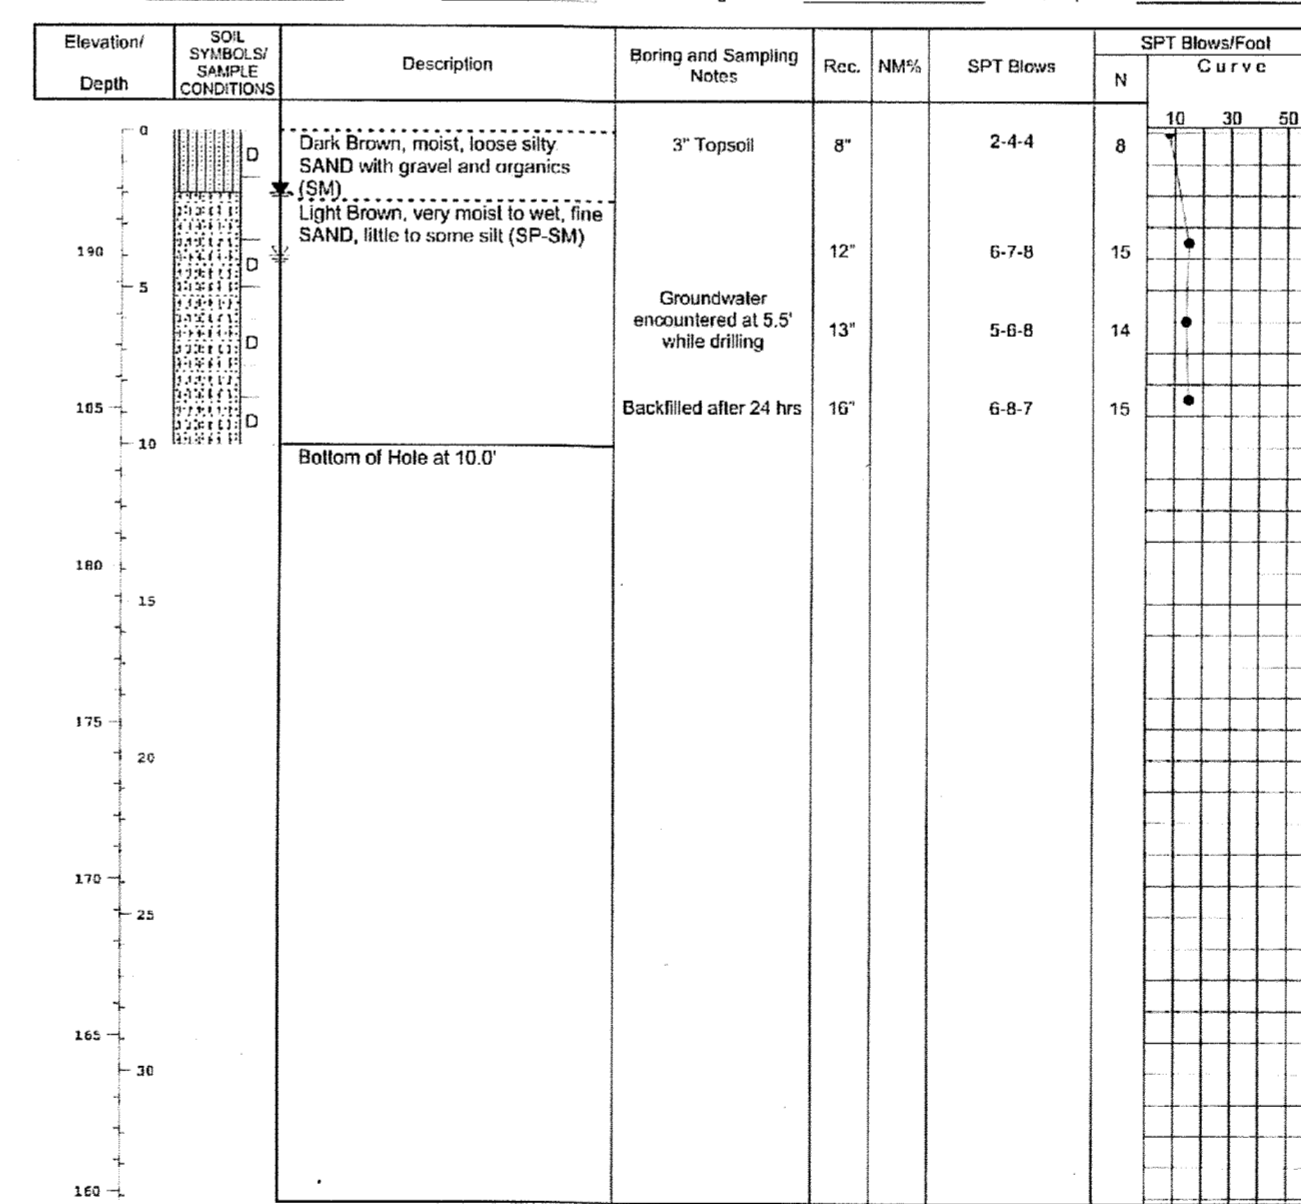 Elevation/
Depth
SOIL
SYMBOLS/
SAMPLE
CONDITIONS
Description
Boring and Sampling
Notes
Rec.
NM%
SPT Blows
SPT Blows/Foot
N
Curve
10 30 50
0
D
Dark Brown, moist, loose silty
SAND with gravel and organics
(SM)
3" Topsoil
8"
2-4-4
8
Light Brown, very moist to wet, fine
SAND, little to some silt (SP-SM)
190
D
12"
6-7-8
15
5
Groundwater
encountered at 5.5'
while drilling
D
13"
5-6-8
14
185
D
Backfilled after 24 hrs
16"
6-8-7
15
10
Bottom of Hole at 10.0'
180
15
175
20
170
25
165
30
160